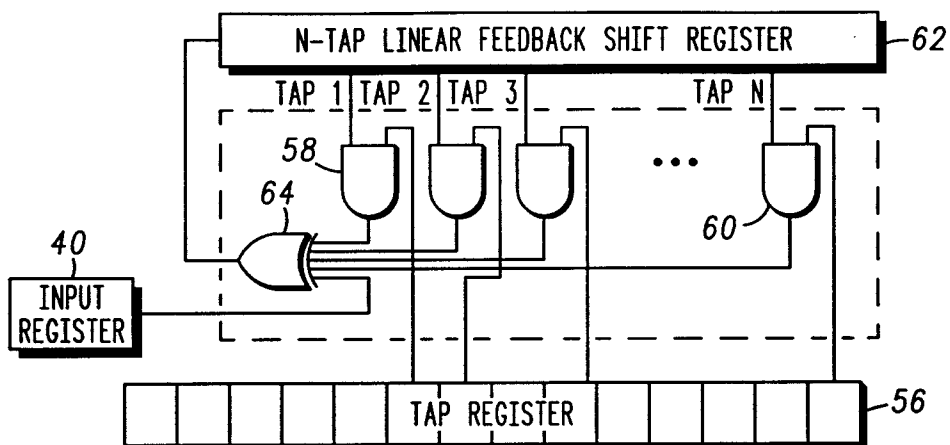 N-TAP LINEAR FEEDBACK SHIFT REGISTER
62
TAP 1 TAP 2 TAP 3 TAP N
58
64
60
40
INPUT
REGISTER
TAP REGISTER
56